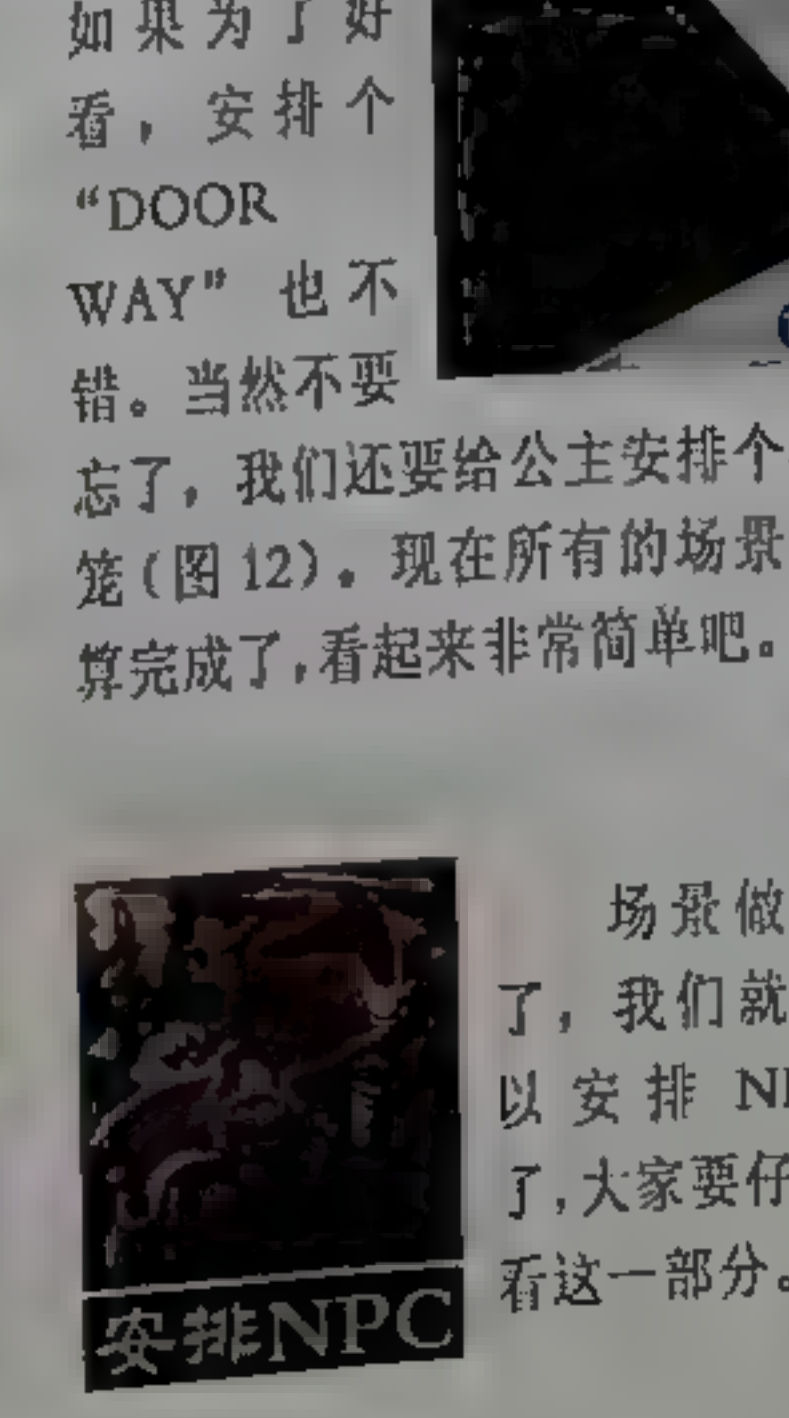 如果为了好
看，安排个
“DOOR
WAY”也不
错。当然不要
忘了，我们还要给公主安排个
笼(图12)。现在所有的场景
算完成了,看起来非常简单吧。
场景做
了，我们就
以安排 NP
了,大家要仔
看这一部分。
安排NPC